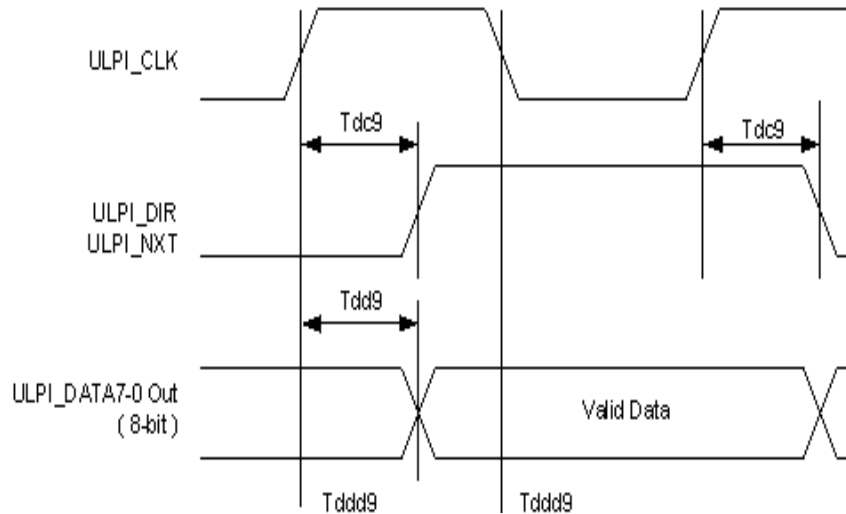 ULPI_CLK
Tdc9
Tdc9
ULPI_DIR
ULPI_NXT
Tdd9
ULPI_DATA7-0 Out
( 8-bit )
Valid Data
Tddd9
Tddd9